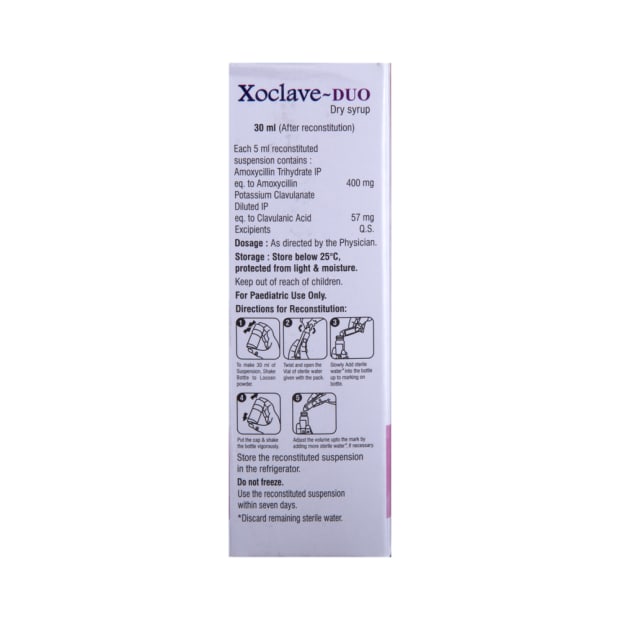 Xoclave~DUO
Dry syrup
30 ml (After reconstitution)
Each 5 ml reconstituted
suspension contains :
Amoxycillin Trihydrate IP
eq. to Amoxycillin 400 mg
Potassium Clavulanate
Diluted IP
eq. to Clavulanic Acid 57 mg
Excipients Q.S.
Dosage : As directed by the Physician.
Storage : Store below 25°C,
protected from light & moisture.
Keep out of reach of children.
For Paediatric Use Only.
Directions for Reconstitution:
1
To make 30 ml of
Suspension, Shake
Bottle to Loosen
powder.
2
Twist and open the
Vial of sterile water
given with the pack.
3
Slowly Add sterile
water* into the bottle
up to marking on
bottle.
4
Put the cap & shake
the bottle vigorously.
5
Adjust the volume upto the mark by
adding more sterile water*, if necessary.
Store the reconstituted suspension
in the refrigerator.
Do not freeze.
Use the reconstituted suspension
within seven days.
*Discard remaining sterile water.